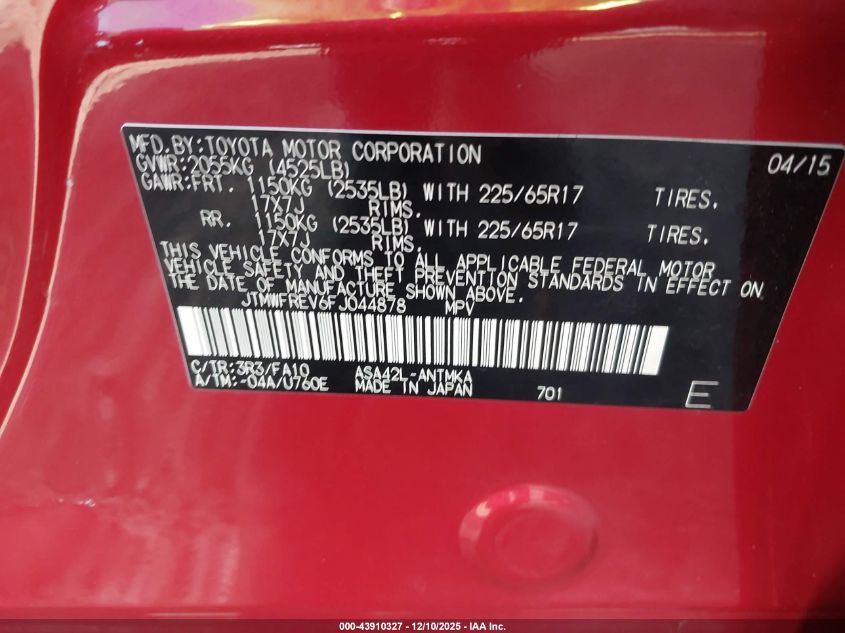 MFD.BY:TOYOTA MOTOR CORPORATION 04/15
GVWR:2055KG (4525LB)
GAWR:FRT. 1150KG (2535LB) WITH 225/65R17 TIRES,
17X7J RIMS.
RR. 1150KG (2535LB) WITH 225/65R17 TIRES,
17X7J RIMS.
THIS VEHICLE CONFORMS TO ALL APPLICABLE FEDERAL MOTOR
VEHICLE SAFETY AND THEFT PREVENTION STANDARDS IN EFFECT ON
THE DATE OF MANUFACTURE SHOWN ABOVE.
JTMWFREV6FJ044878 MPV
C/TR:3R3/FA10 ASA42L-ANTMKA
A/TM:-04A/U760E MADE IN JAPAN 701 E
000-43910327 - 12/10/2025 - IAA Inc.